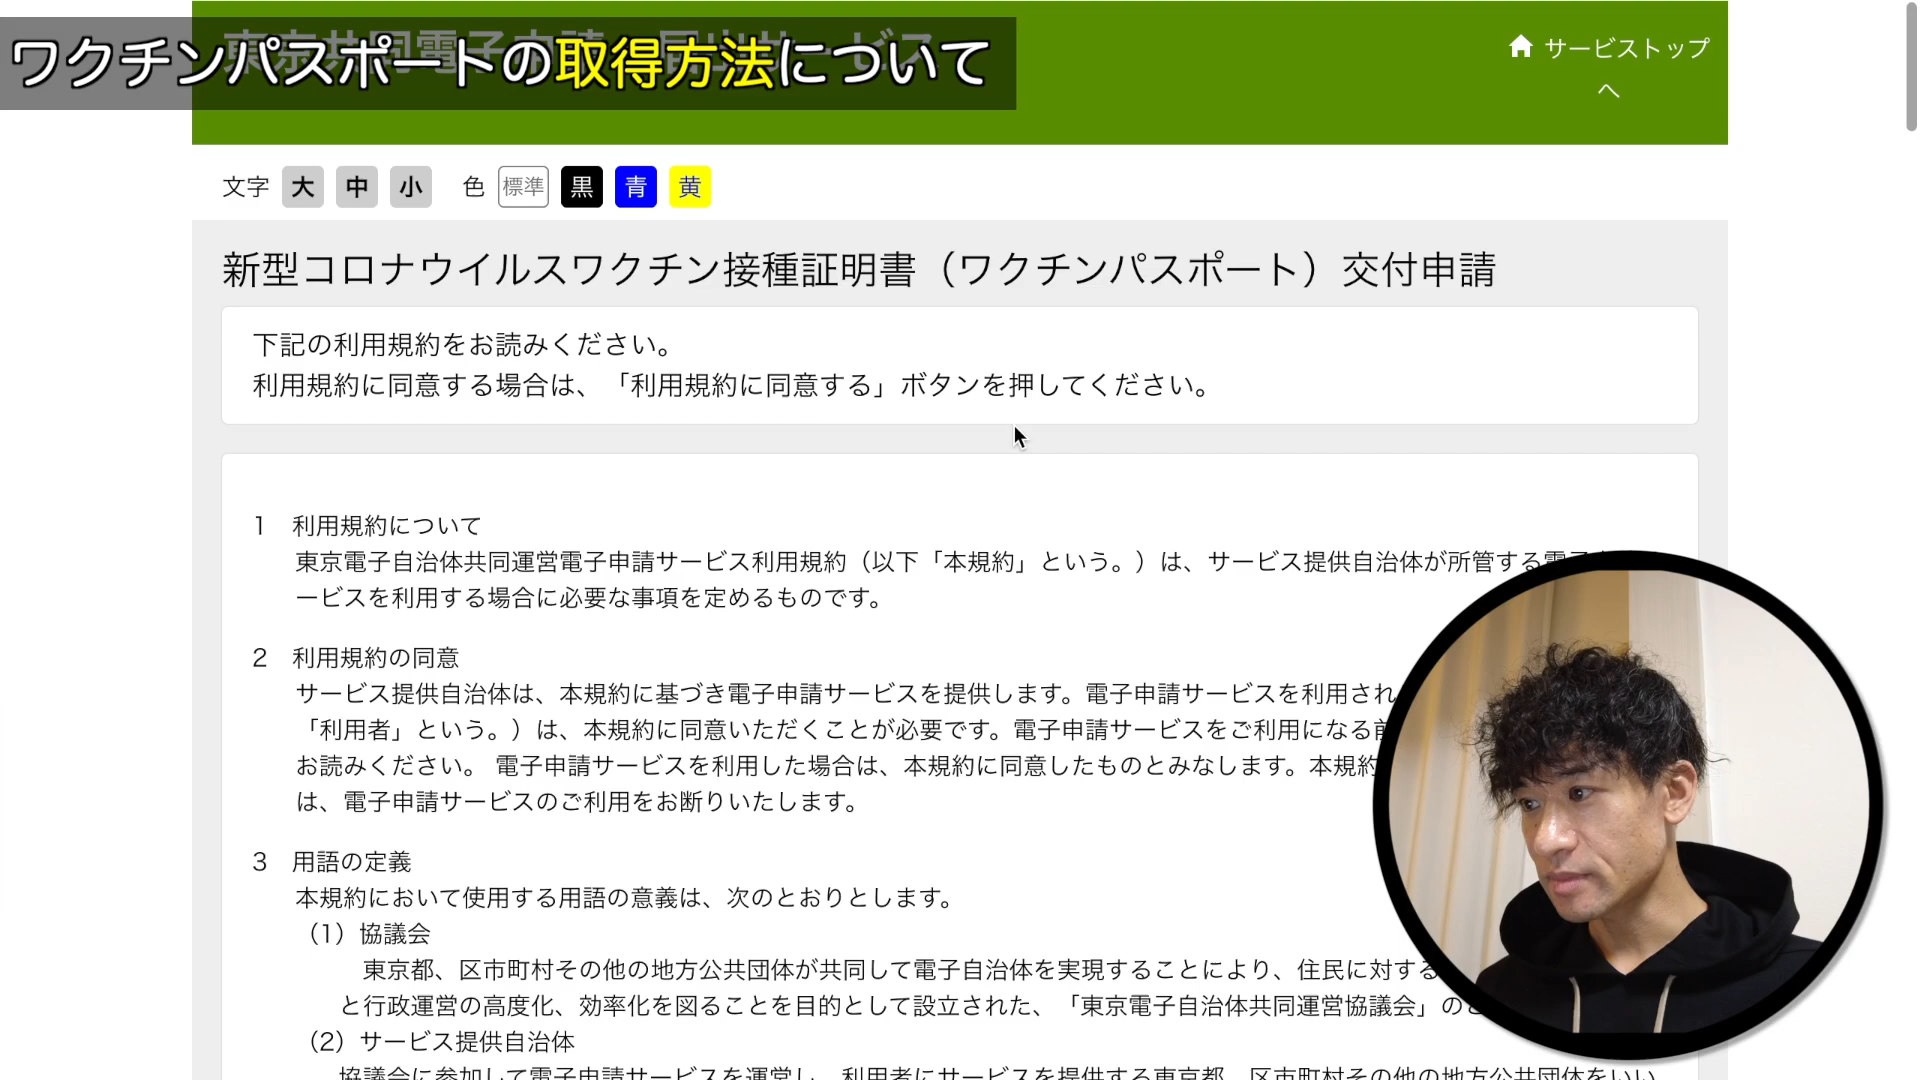 ワクチンパスポートの取得方法について
サービストップ
へ
文字 大 中 小 色 標準 黒 青 黄
新型コロナウイルスワクチン接種証明書（ワクチンパスポート）交付申請
下記の利用規約をお読みください。
利用規約に同意する場合は、「利用規約に同意する」ボタンを押してください。
1 利用規約について
東京電子自治体共同運営電子申請サービス利用規約（以下「本規約」という。）は、サービス提供自治体が所管する電子
ービスを利用する場合に必要な事項を定めるものです。
2 利用規約の同意
サービス提供自治体は、本規約に基づき電子申請サービスを提供します。電子申請サービスを利用され
「利用者」という。）は、本規約に同意いただくことが必要です。電子申請サービスをご利用になる前
お読みください。 電子申請サービスを利用した場合は、本規約に同意したものとみなします。本規約
は、電子申請サービスのご利用をお断りいたします。
3 用語の定義
本規約において使用する用語の意義は、次のとおりとします。
（1）協議会
東京都、区市町村その他の地方公共団体が共同して電子自治体を実現することにより、住民に対する
と行政運営の高度化、効率化を図ることを目的として設立された、「東京電子自治体共同運営協議会」のこ
（2）サービス提供自治体
協議会に参加して電子申請サービスを運営し、利用者にサービスを提供する東京都、区市町村その他の地方公共団体をいい